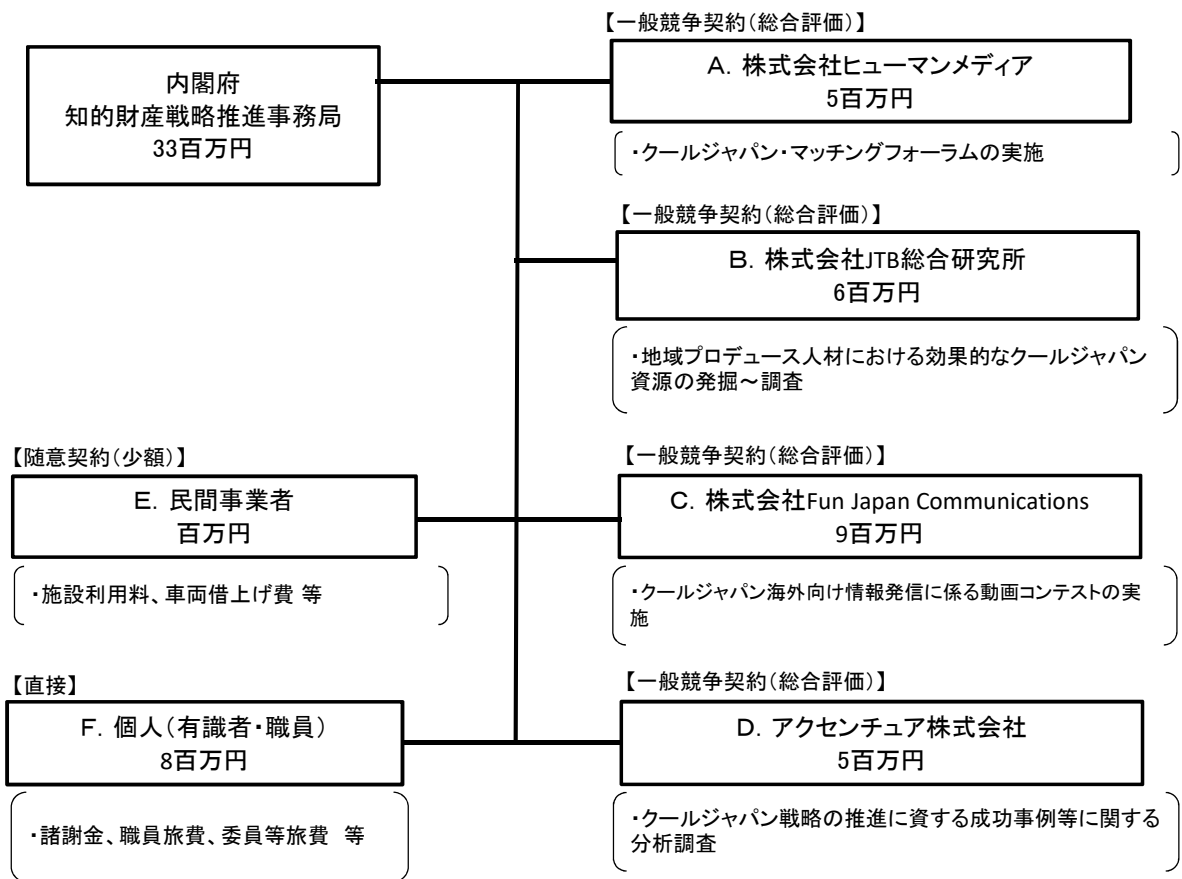 内閣府
知的財産戦略推進事務局
33百万円
【一般競争契約(総合評価)】
A. 株式会社ヒューマンメディア
5百万円
・クールジャパン・マッチングフォーラムの実施
【一般競争契約(総合評価)】
B. 株式会社JTB総合研究所
6百万円
・地域プロデュース人材における効果的なクールジャパン
資源の発掘～調査
【随意契約(少額)】
E. 民間事業者
百万円
・施設利用料、車両借上げ費 等
【一般競争契約(総合評価)】
C. 株式会社Fun Japan Communications
9百万円
・クールジャパン海外向け情報発信に係る動画コンテストの実
施
【直接】
F. 個人(有識者・職員)
8百万円
・諸謝金、職員旅費、委員等旅費 等
【一般競争契約(総合評価)】
D. アクセンチュア株式会社
5百万円
・クールジャパン戦略の推進に資する成功事例等に関する
分析調査